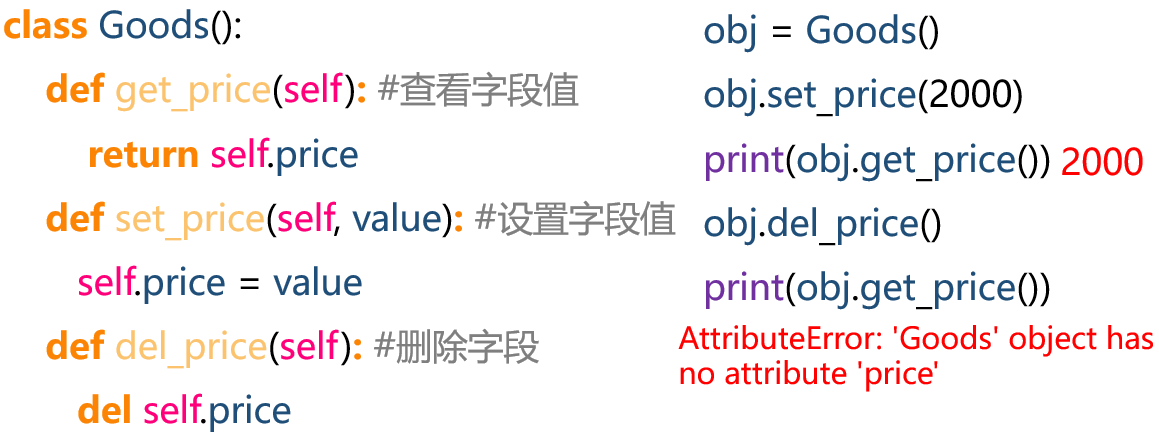 class Goods():
def get_price(self): #查看字段值
return self.price
def set_price(self, value): #设置字段值
self.price = value
def del_price(self): #删除字段
del self.price
obj = Goods()
obj.set_price(2000)
print(obj.get_price()) 2000
obj.del_price()
print(obj.get_price())
AttributeError: 'Goods' object has
no attribute 'price'